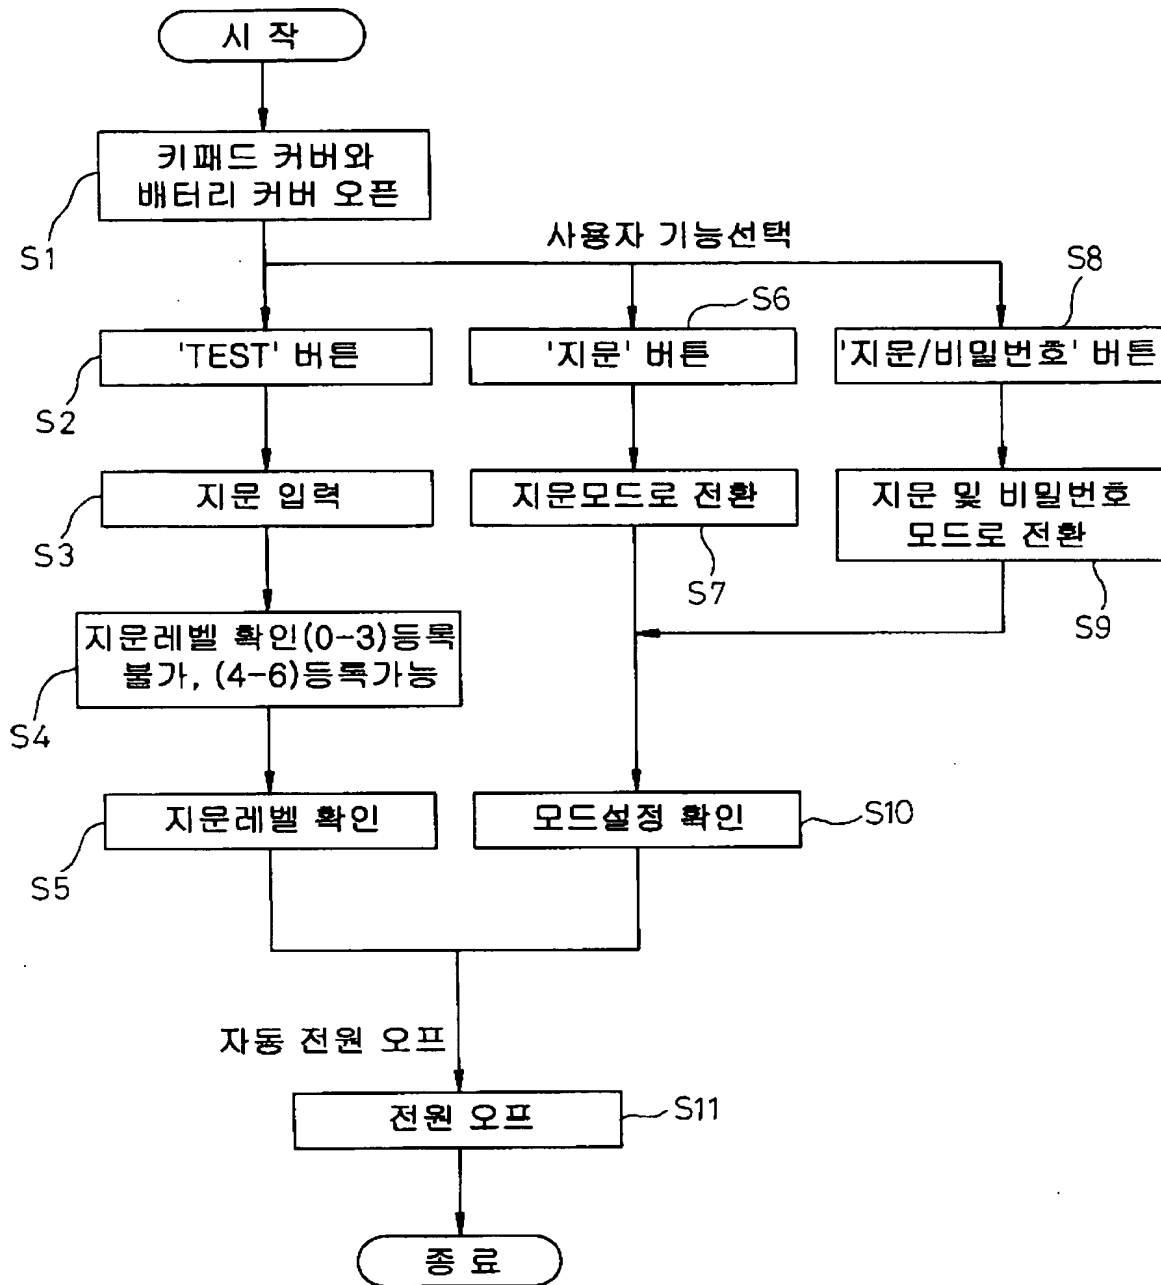 시 작
키패드 커버와
배터리 커버 오픈
S1
사용자 기능선택
S6
S8
'TEST' 버튼
'지문' 버튼
'지문/비밀번호' 버튼
S2
지문 입력
지문모드로 전환
지문 및 비밀번호
모드로 전환
S3
S7
S9
지문레벨 확인(0-3)등록
불가, (4-6)등록가능
S4
지문레벨 확인
모드설정 확인
S10
S5
자동 전원 오프
전원 오프
S11
종 료